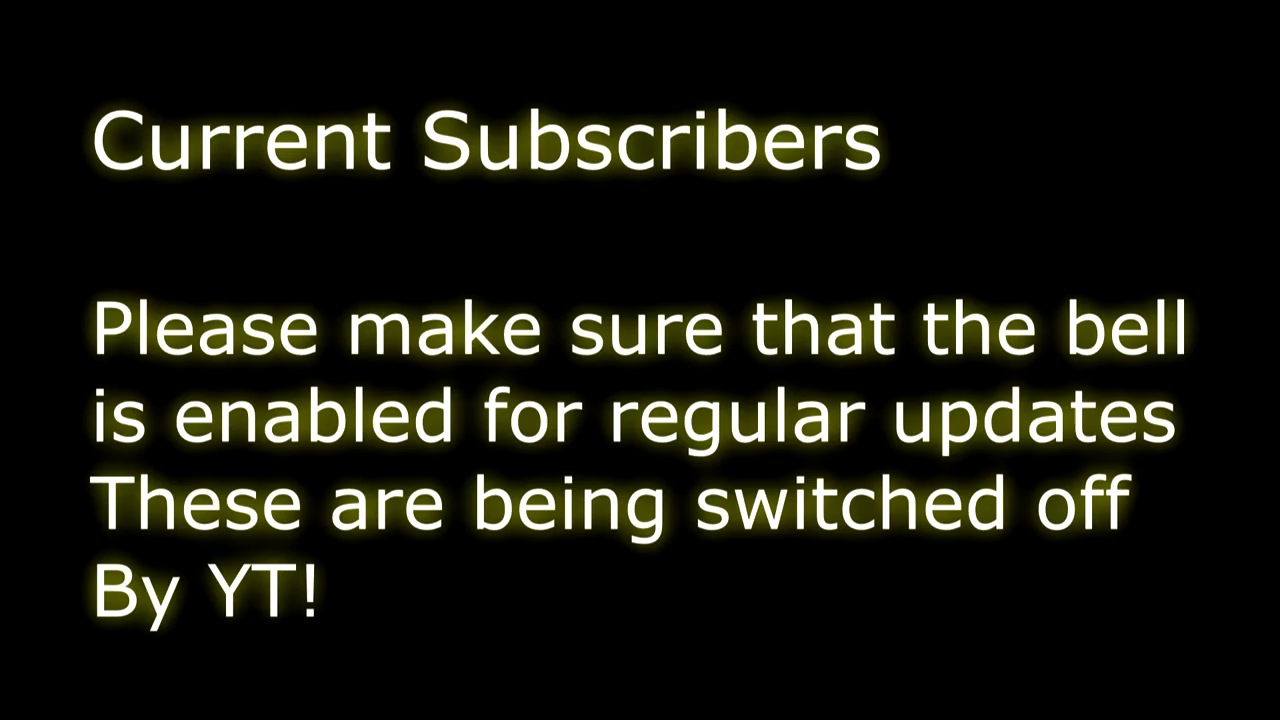 Current Subscribers
Please make sure that the bell
is enabled for regular updates
These are being switched off
By YT!